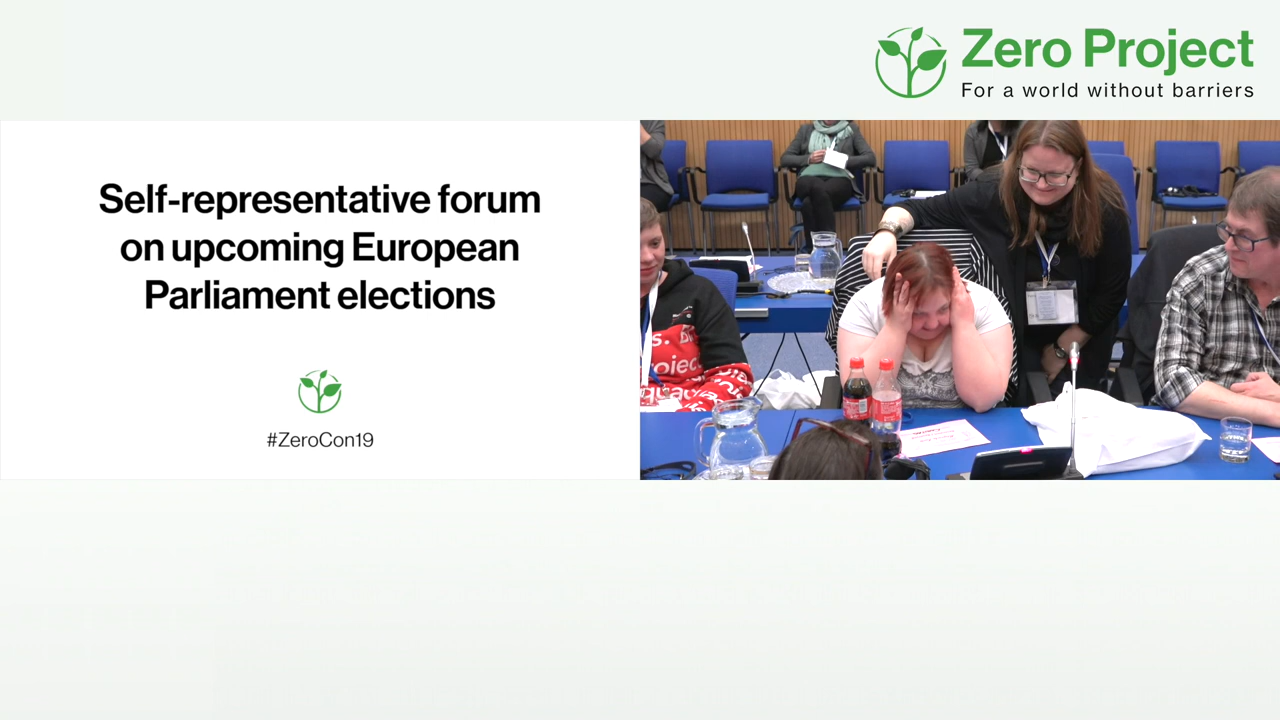 Zero Project
For a world without barriers
Self-representative forum
on upcoming European
Parliament elections
#ZeroCon19